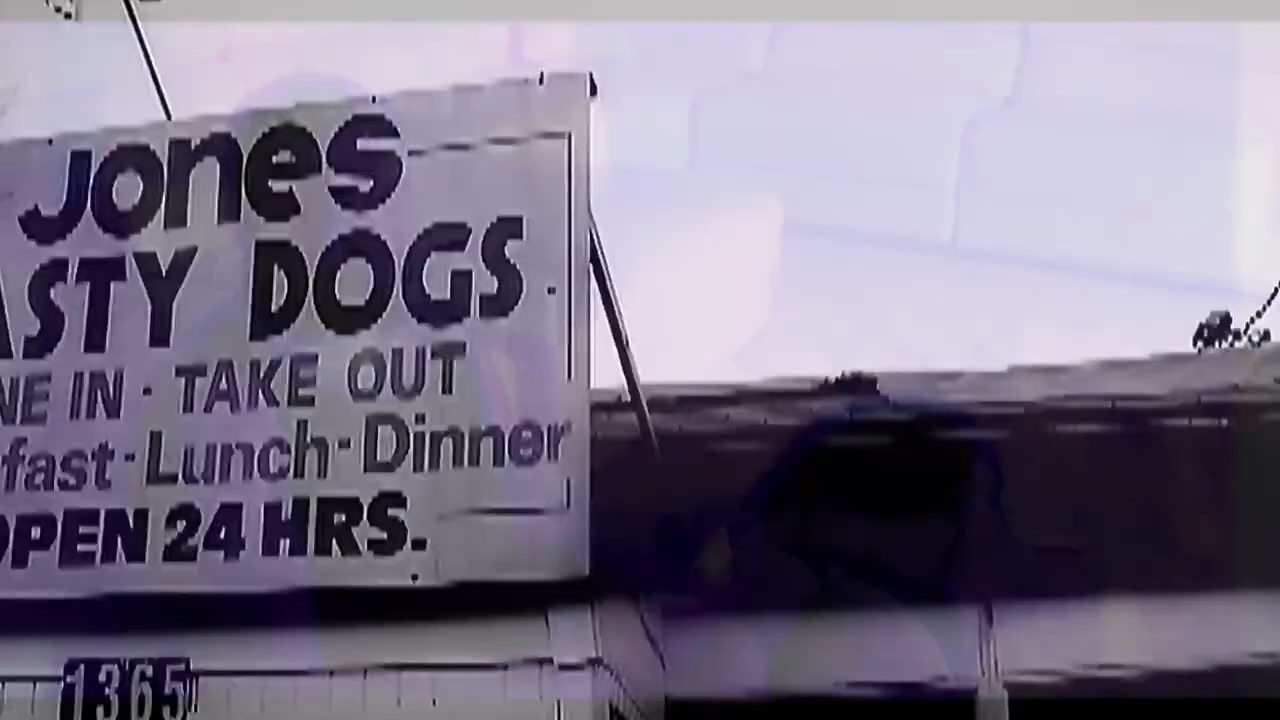 Jones
ASTY DOGS
NE IN · TAKE OUT
fast · Lunch · Dinner
OPEN 24 HRS.
1365